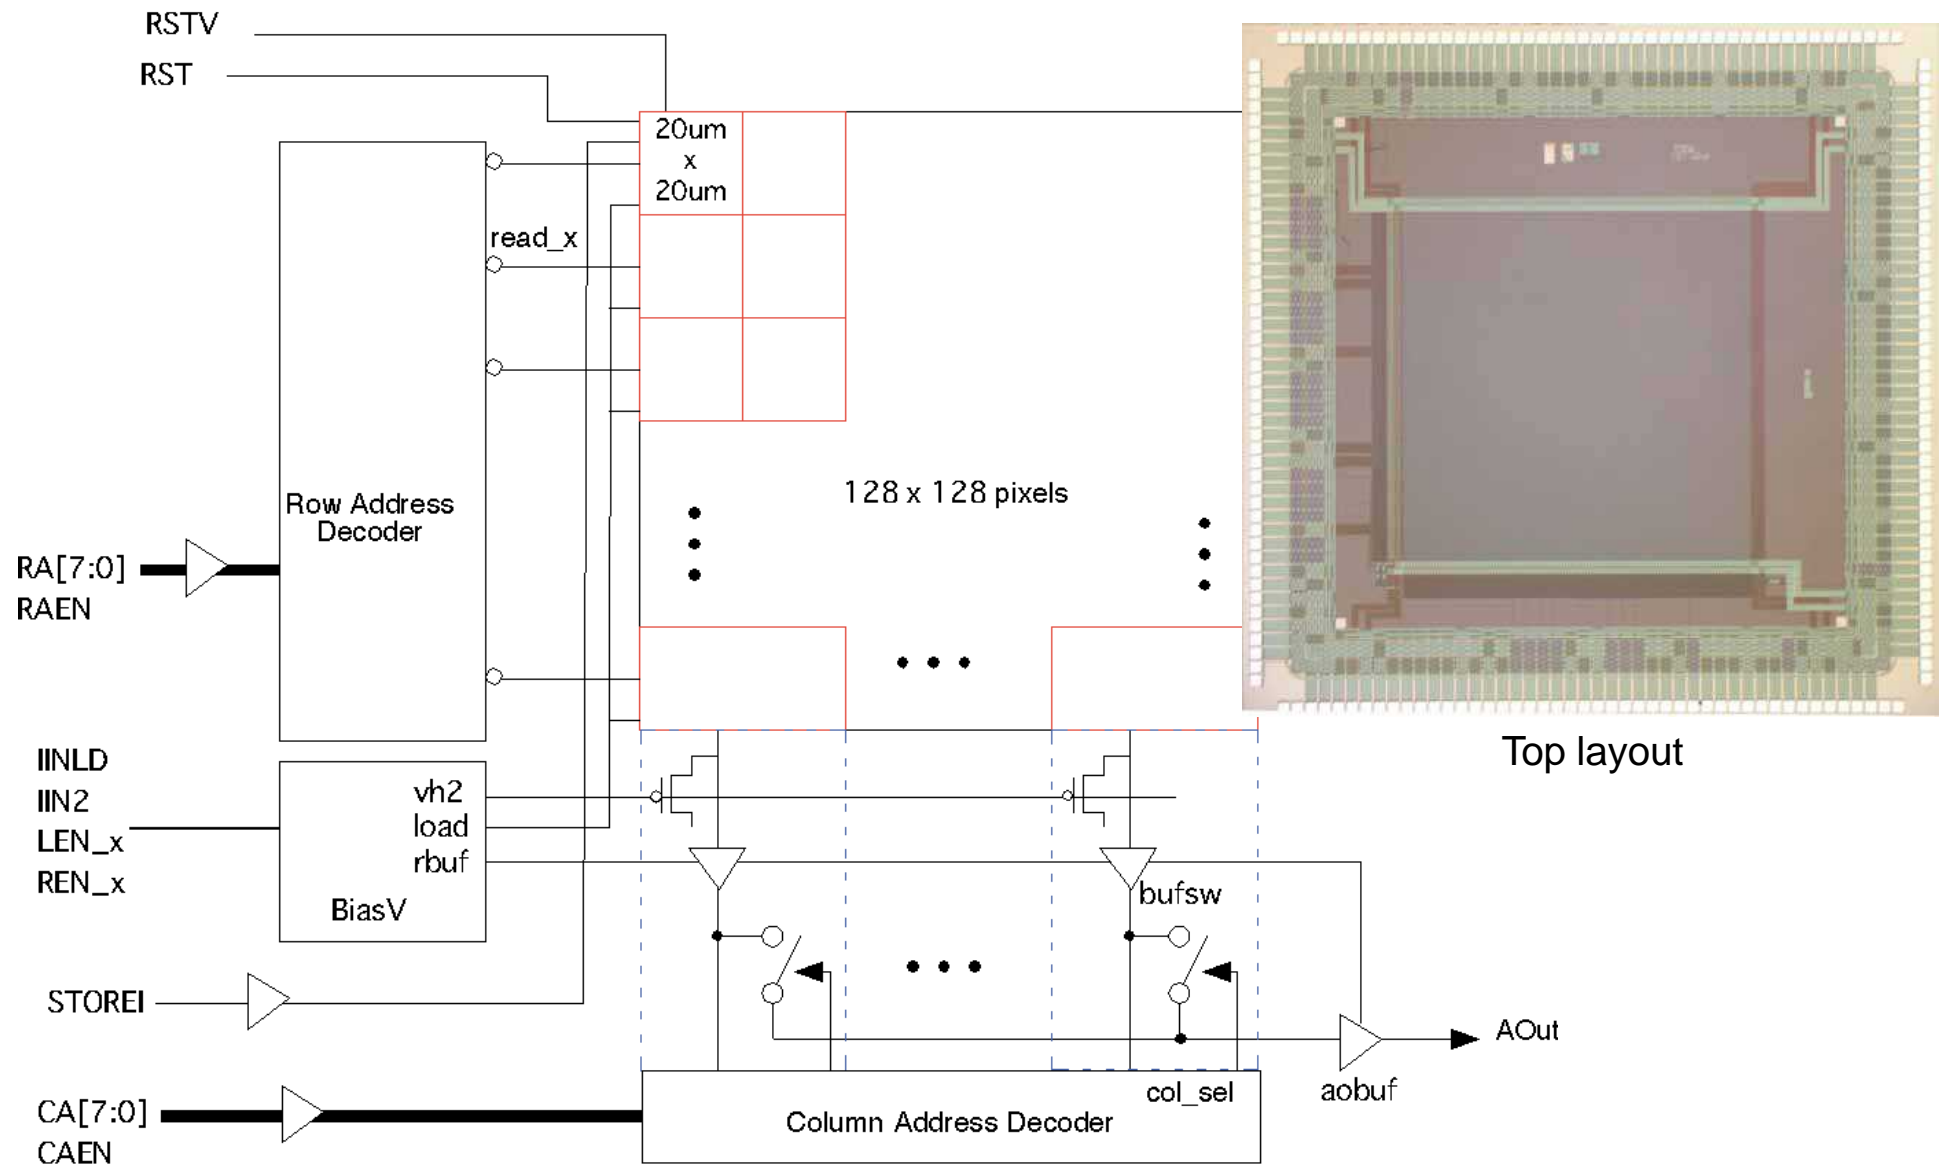 RSTV
RST
20um
x
20um
read_x
128 x 128 pixels
Row Address
Decoder
RA[7:0]
RAEN
Top layout
IINLD
IIN2
LEN_x
REN_x
vh2
load
rbuf
BiasV
bufsw
STOREI
AOut
aobuf
col_sel
CA[7:0]
CAEN
Column Address Decoder